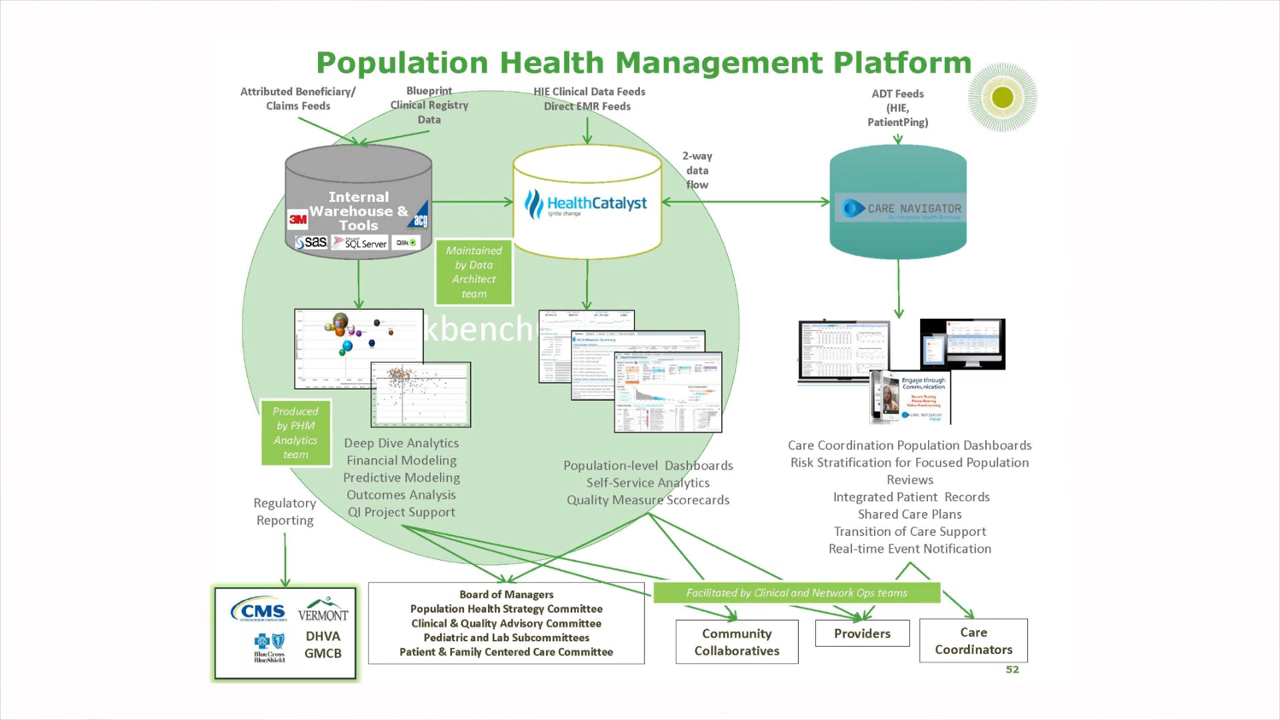 Population Health Management Platform
Attributed Beneficiary/
Claims Feeds
Blueprint
Clinical Registry
Data
HIE Clinical Data Feeds
Direct EMR Feeds
ADT Feeds
(HIE,
PatientPing)
2-way
data
flow
Internal
Warehouse &
Tools
3M
acg
sas
SQL Server
Qlik
HealthCatalyst
ignite change
CARE NAVIGATOR
Maintained
by Data
Architect
team
kbench
Engage through
Communication
CARE NAVIGATOR
Produced
by PHM
Analytics
team
Deep Dive Analytics
Financial Modeling
Predictive Modeling
Outcomes Analysis
QI Project Support
Population-level Dashboards
Self-Service Analytics
Quality Measure Scorecards
Care Coordination Population Dashboards
Risk Stratification for Focused Population
Reviews
Integrated Patient Records
Shared Care Plans
Transition of Care Support
Real-time Event Notification
Regulatory
Reporting
CMS
VERMONT
BlueCross
BlueShield
DHVA
GMCB
Board of Managers
Population Health Strategy Committee
Clinical & Quality Advisory Committee
Pediatric and Lab Subcommittees
Patient & Family Centered Care Committee
Facilitated by Clinical and Network Ops teams
Community
Collaboratives
Providers
Care
Coordinators
52